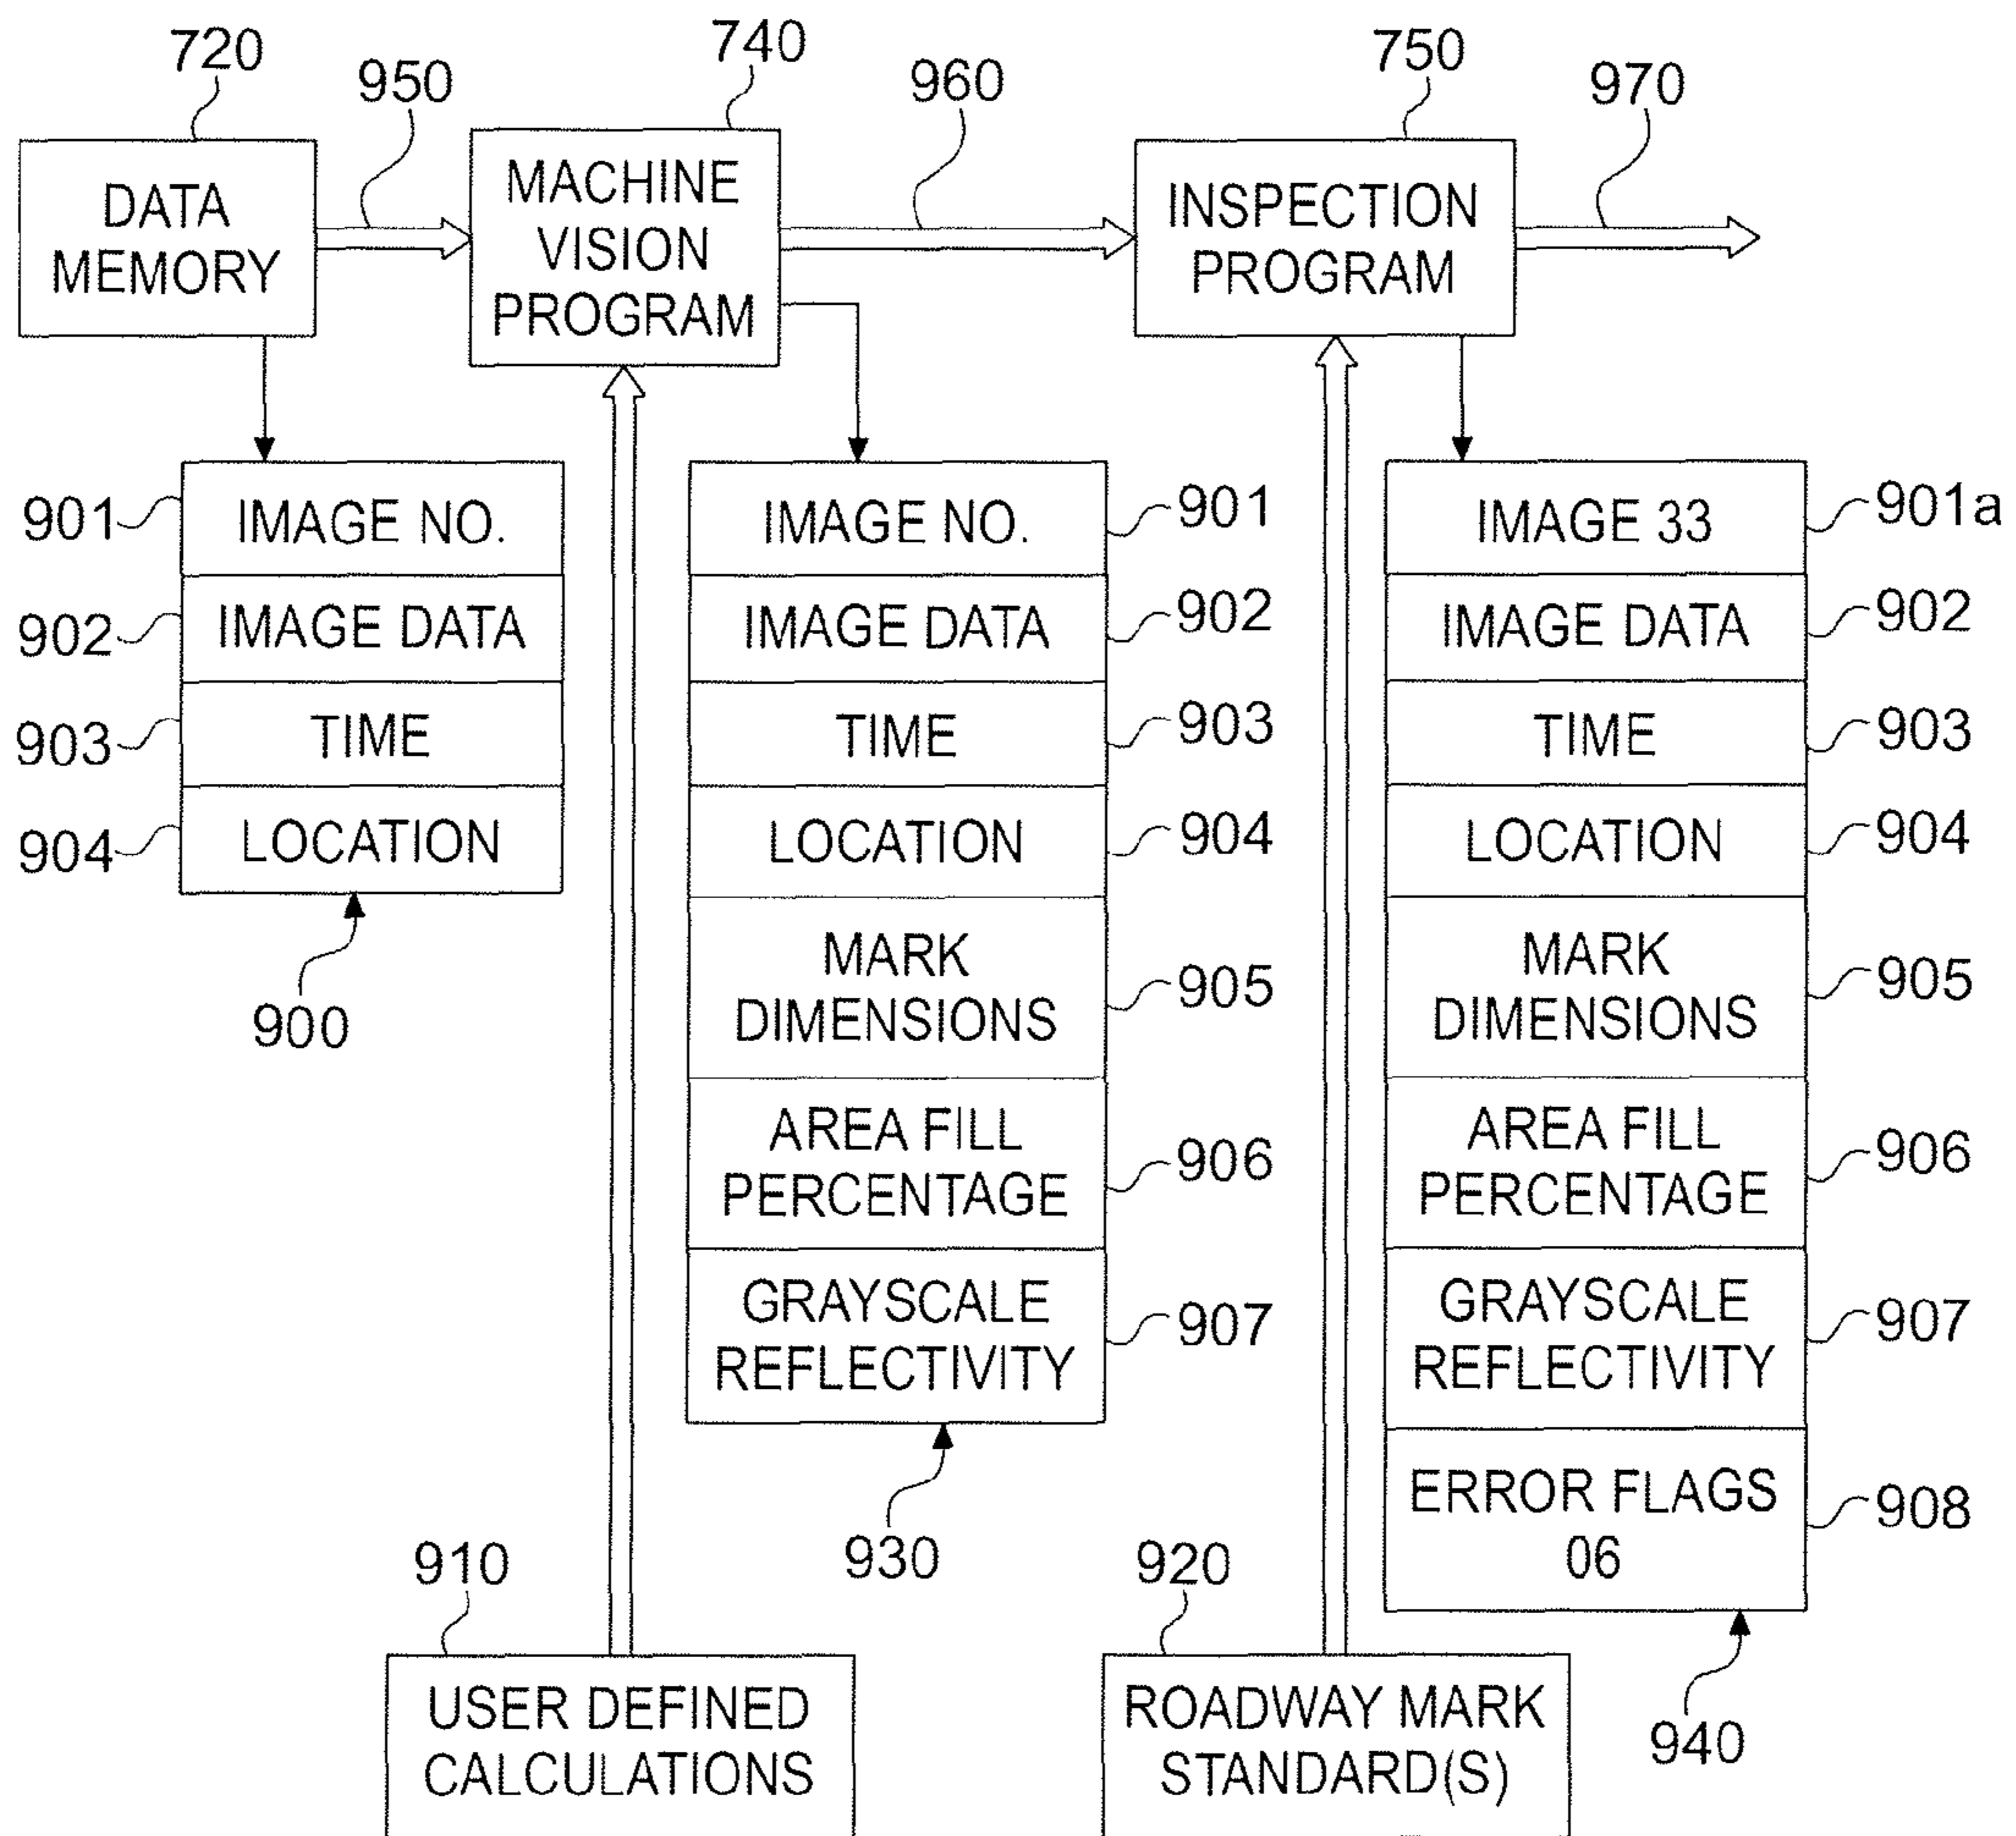 720
950
740
960
750
970
DATA
MEMORY
MACHINE
VISION
PROGRAM
INSPECTION
PROGRAM
901
IMAGE NO.
902
IMAGE DATA
903
TIME
904
LOCATION
900
IMAGE NO.
901
IMAGE DATA
902
TIME
903
LOCATION
904
MARK
DIMENSIONS
905
AREA FILL
PERCENTAGE
906
GRAYSCALE
REFLECTIVITY
907
930
IMAGE 33
901a
IMAGE DATA
902
TIME
903
LOCATION
904
MARK
DIMENSIONS
905
AREA FILL
PERCENTAGE
906
GRAYSCALE
REFLECTIVITY
907
ERROR FLAGS
06
908
940
910
USER DEFINED
CALCULATIONS
920
ROADWAY MARK
STANDARD(S)